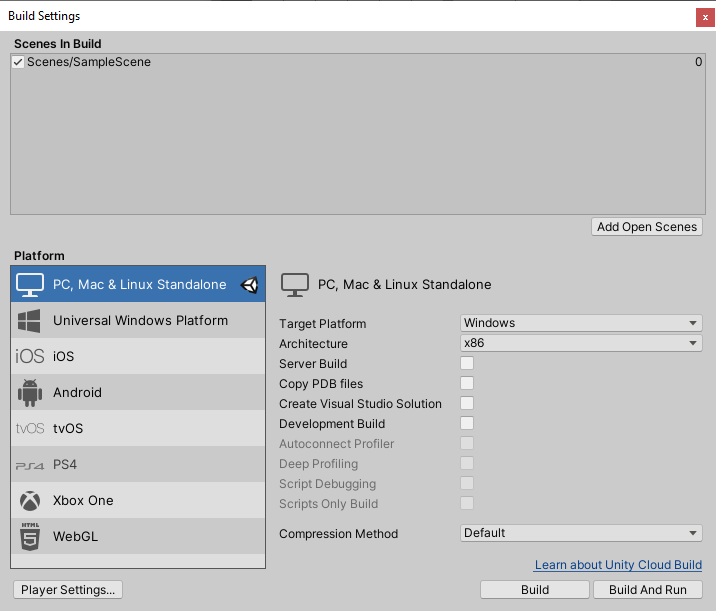 Build Settings
x
Scenes In Build
Scenes/SampleScene 0
Add Open Scenes
Platform
PC, Mac & Linux Standalone
Universal Windows Platform
iOS iOS
Android
tvOS tvOS
PS4 PS4
Xbox One
HTML 5 WebGL
PC, Mac & Linux Standalone
Target Platform Windows
Architecture x86
Server Build
Copy PDB files
Create Visual Studio Solution
Development Build
Autoconnect Profiler
Deep Profiling
Script Debugging
Scripts Only Build
Compression Method Default
Learn about Unity Cloud Build
Player Settings... Build Build And Run